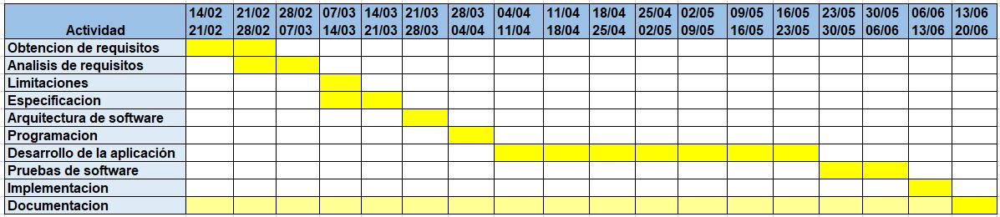 14/02 21/02 28/02 07/03 14/03 21/03 28/03 04/04 11/04 18/04 25/04 02/05 09/05 16/05 23/05 30/05 06/06 13/06
Actividad 21/02 28/02 07/03 14/03 21/03 28/03 04/04 11/04 18/04 25/04 02/05 09/05 16/05 23/05 30/05 06/06 13/06 20/06
Obtencion de requisitos
Analisis de requisitos
Limitaciones
Especificacion
Arquitectura de software
Programacion
Desarrollo de la aplicación
Pruebas de software
Implementacion
Documentacion